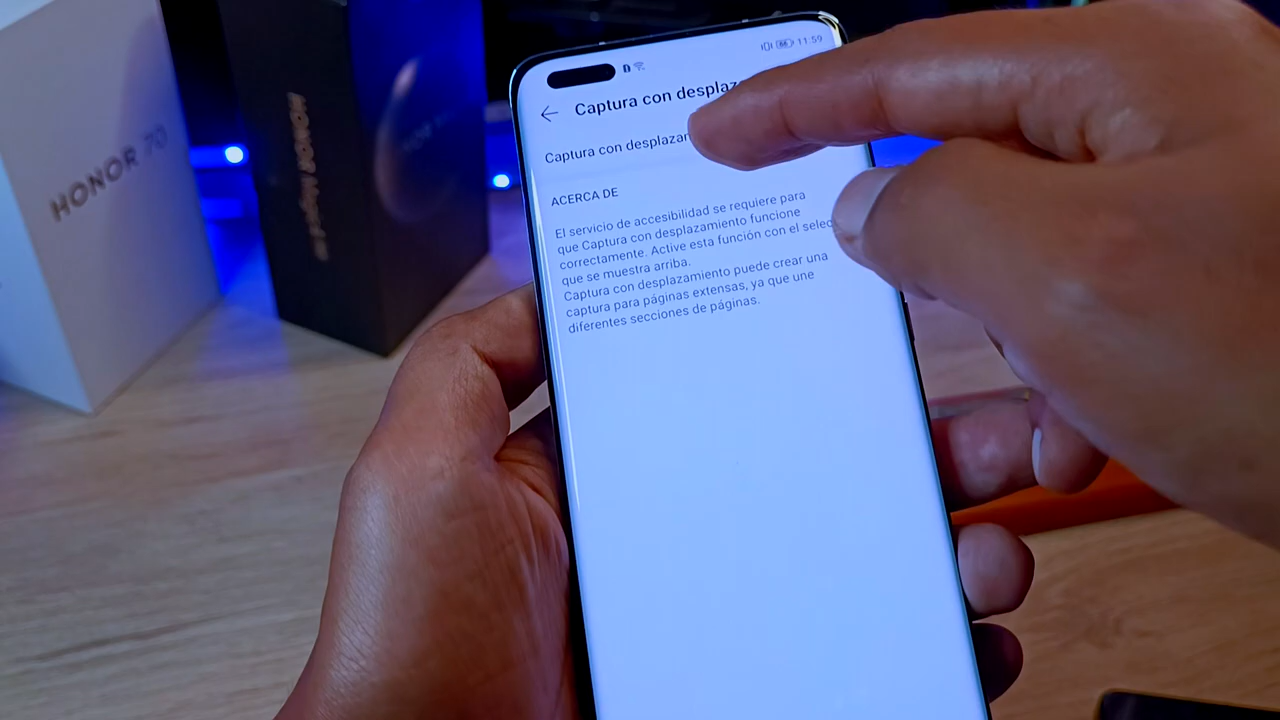 HONOR 70
HONOR
11:59
Captura con desplaz
Captura con desplazar
ACERCA DE
El servicio de accesibilidad se requiere para
que Captura con desplazamiento funcione
correctamente. Active esta función con el selec
que se muestra arriba.
Captura con desplazamiento puede crear una
captura para páginas extensas, ya que une
diferentes secciones de páginas.